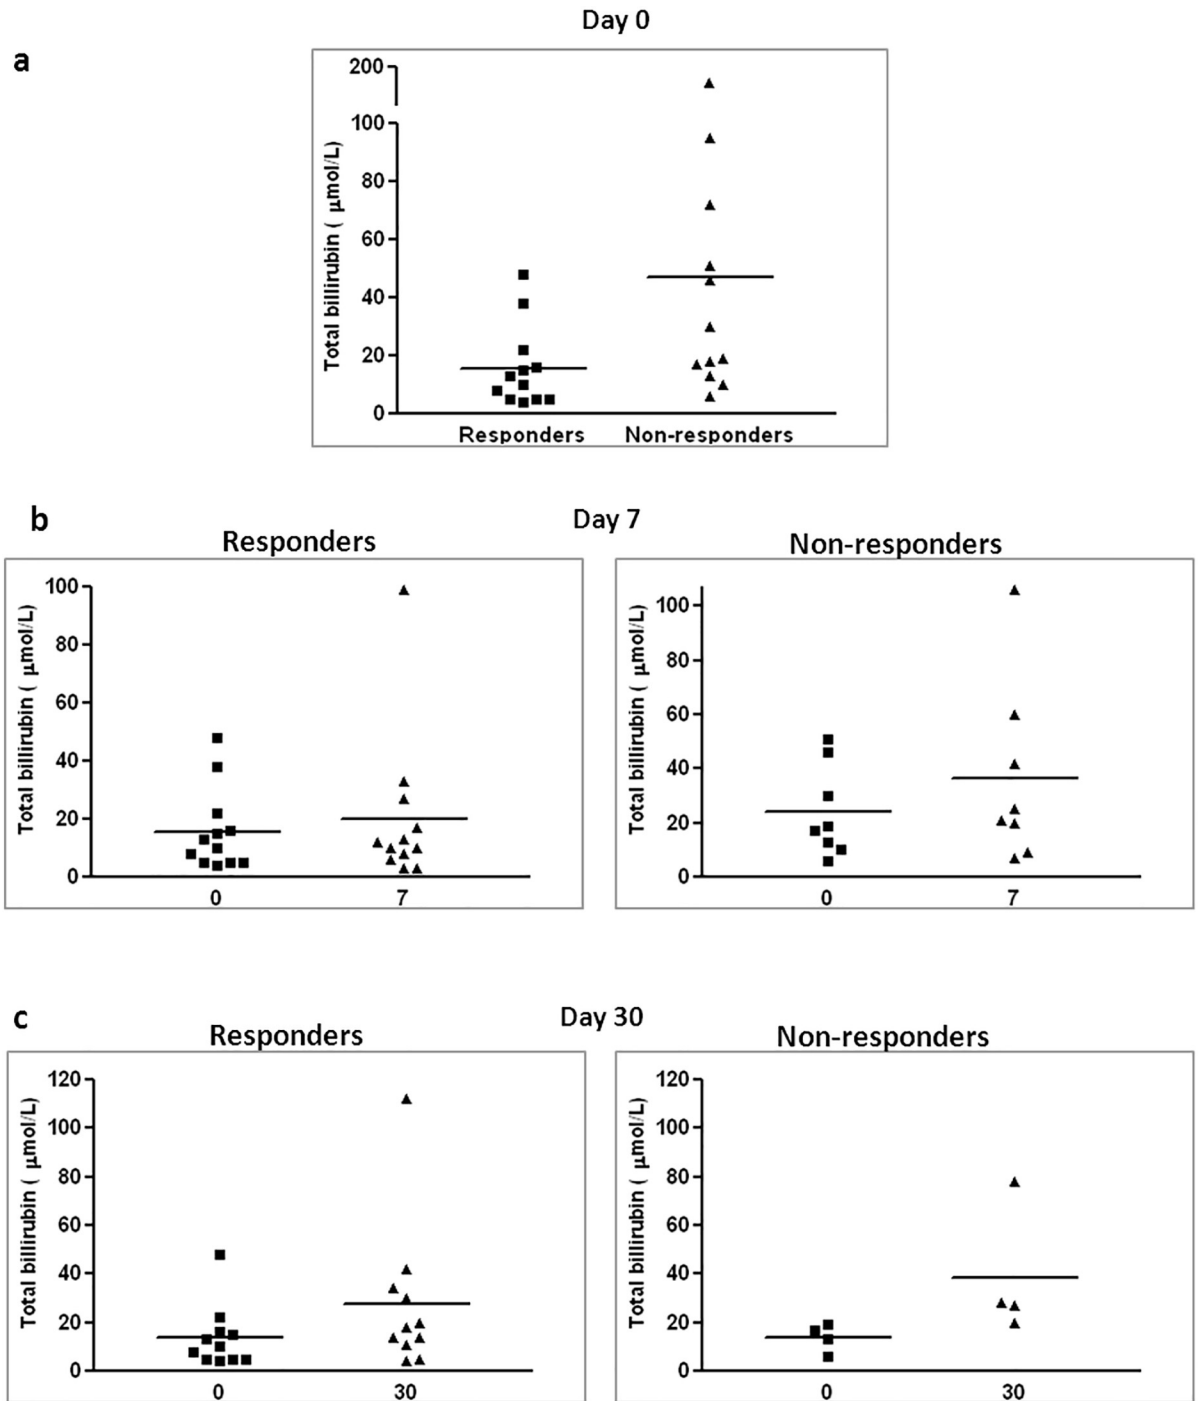 Day 0
a
200
100
80
60
40
20
0
Total billirubin ( μmol/L)
Responders Non-responders
b
Day 7
Responders
Non-responders
100
80
60
40
20
0
Total billirubin ( μmol/L)
0 7
100
80
60
40
20
0
Total billirubin ( μmol/L)
0 7
c
Day 30
Responders
Non-responders
120
100
80
60
40
20
0
Total billirubin ( μmol/L)
0 30
120
100
80
60
40
20
0
Total billirubin ( μmol/L)
0 30